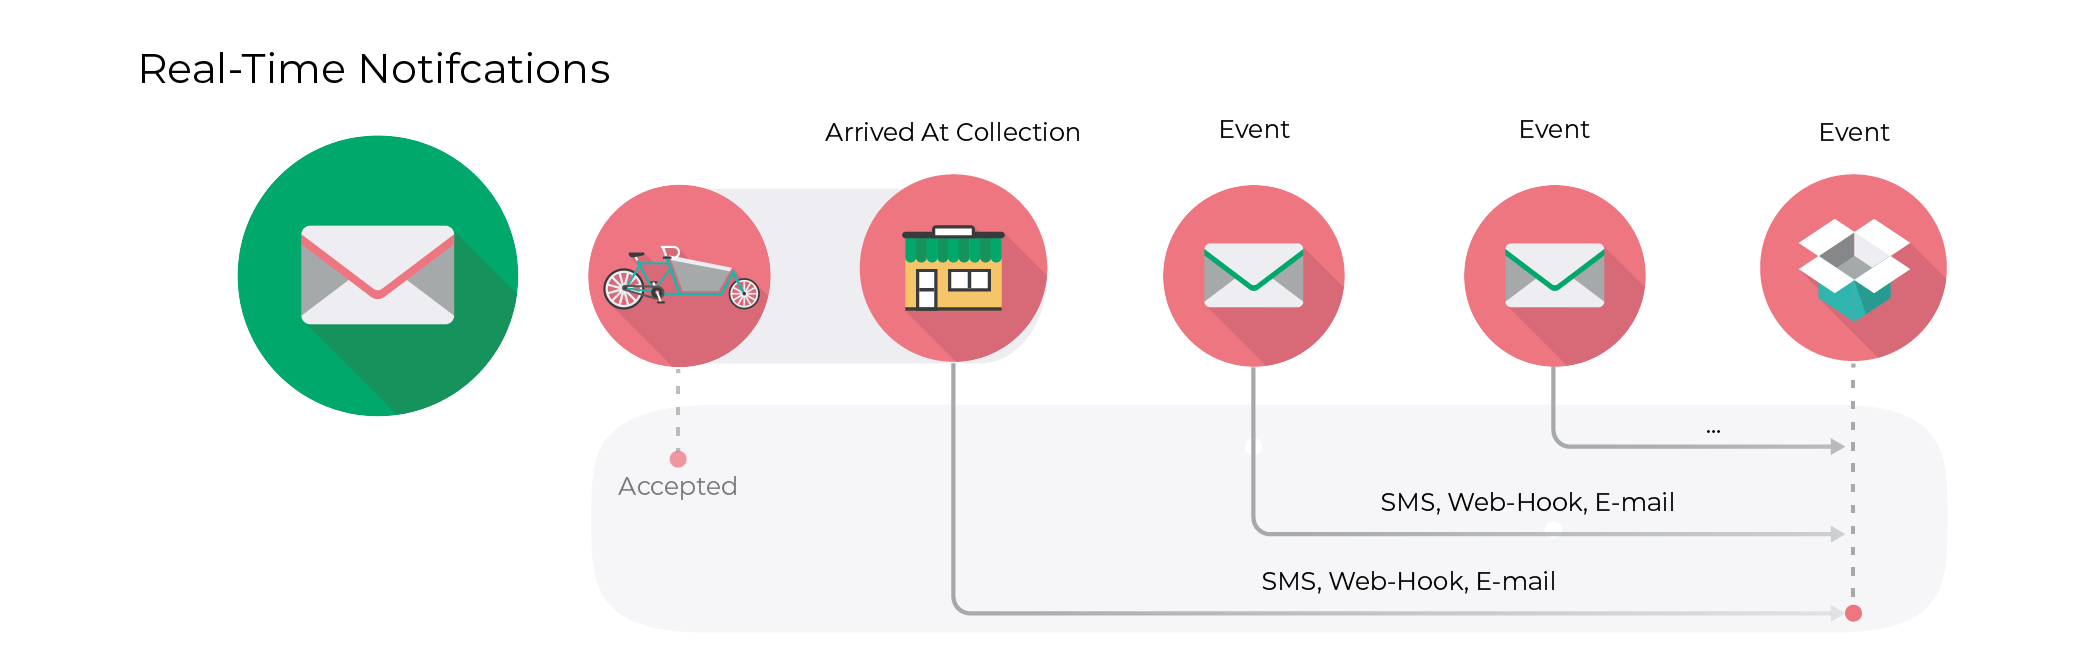 Real-Time Notifcations
Arrived At Collection
Event
Event
Event
Accepted
...
SMS, Web-Hook, E-mail
SMS, Web-Hook, E-mail